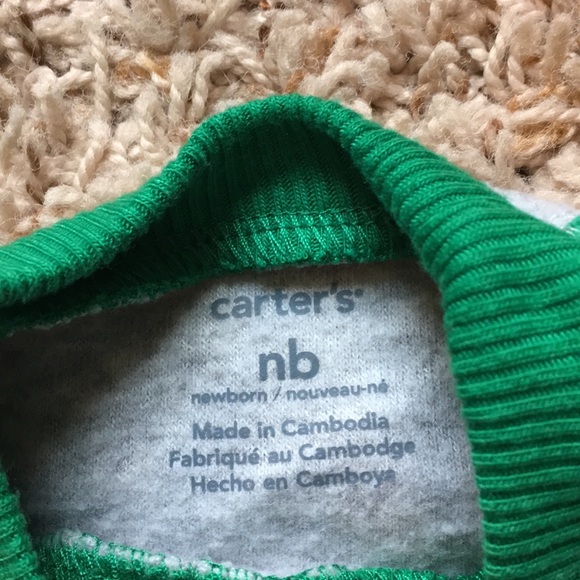 carter's
nb
newborn / nouveau-né
Made in Cambodia
Fabriqué au Cambodge
Hecho en Camboya